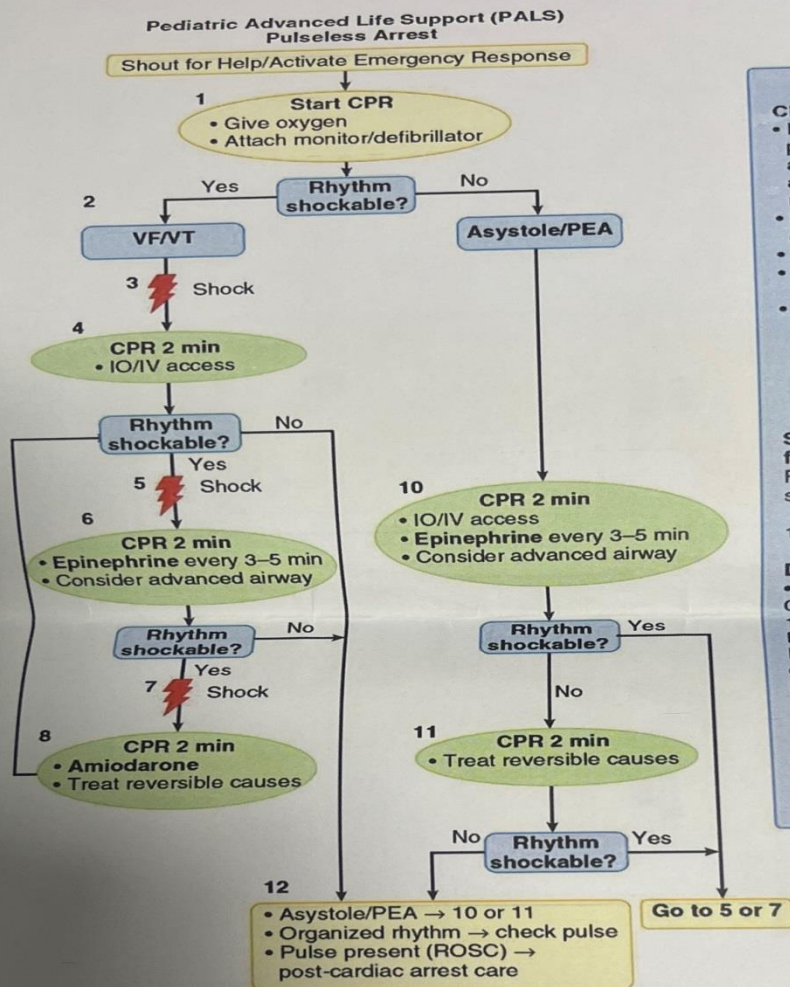 Pediatric Advanced Life Support (PALS)
Pulseless Arrest
Shout for Help/Activate Emergency Response
1
Start CPR
• Give oxygen
• Attach monitor/defibrillator
Rhythm
shockable?
Yes
No
2
VF/VT
Asystole/PEA
3
Shock
4
CPR 2 min
• IO/IV access
Rhythm
shockable?
No
Yes
5
Shock
6
CPR 2 min
• Epinephrine every 3–5 min
• Consider advanced airway
Rhythm
shockable?
No
Yes
7
Shock
8
CPR 2 min
• Amiodarone
• Treat reversible causes
10
CPR 2 min
• IO/IV access
• Epinephrine every 3–5 min
• Consider advanced airway
Rhythm
shockable?
Yes
No
11
CPR 2 min
• Treat reversible causes
Rhythm
shockable?
No
Yes
12
• Asystole/PEA → 10 or 11
• Organized rhythm → check pulse
• Pulse present (ROSC) →
post-cardiac arrest care
Go to 5 or 7